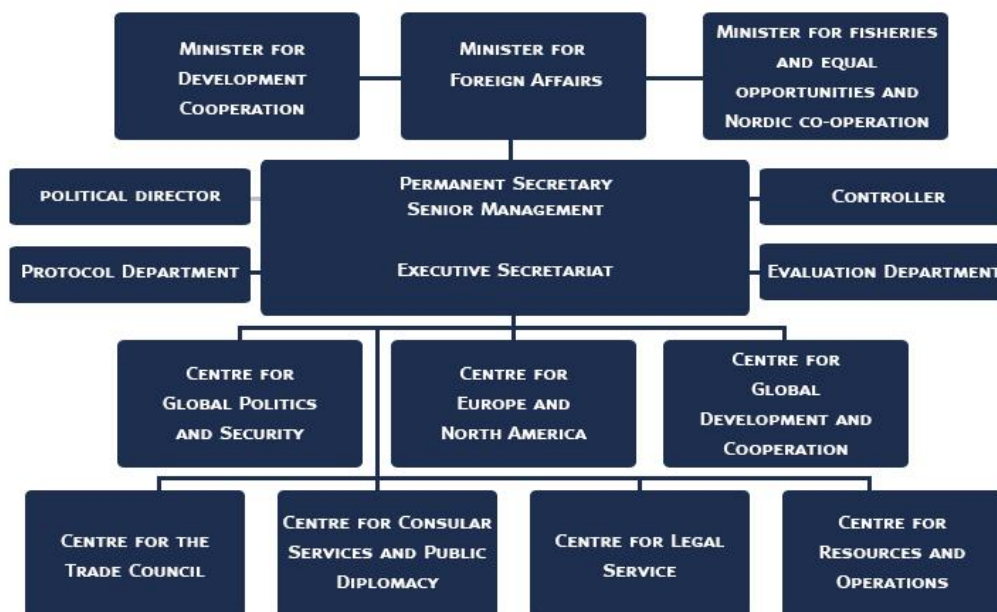 Minister for
Development
Cooperation
Minister for
Foreign Affairs
Minister for fisheries
and equal
opportunities and
Nordic co-operation
political director
Permanent Secretary
Senior Management
Controller
Protocol Department
Executive Secretariat
Evaluation Department
Centre for
Global Politics
and Security
Centre for
Europe and
North America
Centre for
Global
Development and
Cooperation
Centre for the
Trade Council
Centre for Consular
Services and Public
Diplomacy
Centre for Legal
Service
Centre for
Resources and
Operations